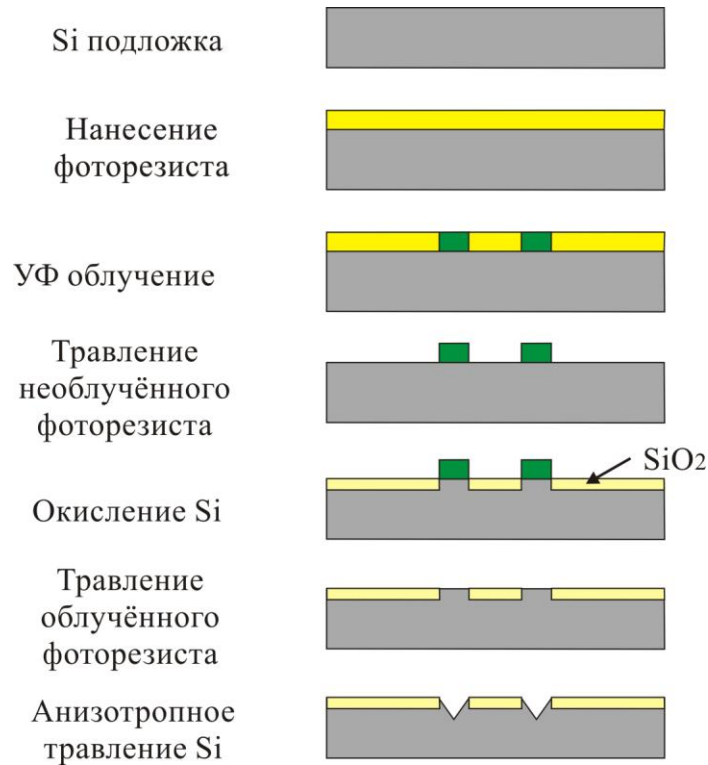 Si подложка
Нанесение
фоторезиста
УФ облучение
Травление
необлучённого
фоторезиста
SiO₂
Окисление Si
Травление
облучённого
фоторезиста
Анизотропное
травление Si